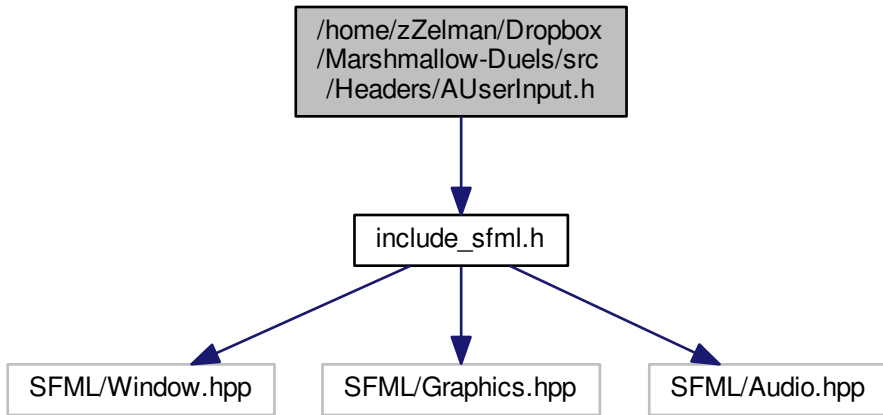 /home/zZelman/Dropbox
/Marshmallow-Duels/src
/Headers/AUserInput.h
include_sfml.h
SFML/Window.hpp
SFML/Graphics.hpp
SFML/Audio.hpp